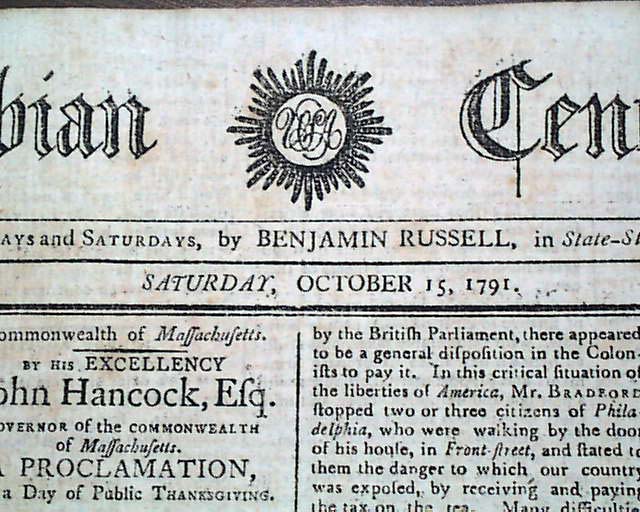 bian Cen
AYS and SATURDAYS, by BENJAMIN RUSSELL, in State-St
SATURDAY, OCTOBER 15, 1791.
ommonwealth of Maſſachuſetts.
BY HIS EXCELLENCY
ohn Hancock, Eſq.
OVERNOR of the COMMONWEALTH
of Maſſachuſetts.
A PROCLAMATION,
a Day of Public THANKSGIVING.
by the Britiſh Parliament, there appeared
to be a general diſpoſition in the Colon-
iſts to pay it. In this critical ſituation of
the liberties of America, Mr. BRADFORD
ſtopped two or three citizens of Phila-
delphia, who were walking by the door
of his houſe, in Front-ſtreet, and ſtated to
them the danger to which our country
was expoſed, by receiving and paying
the tax on the tea. Many difficultie